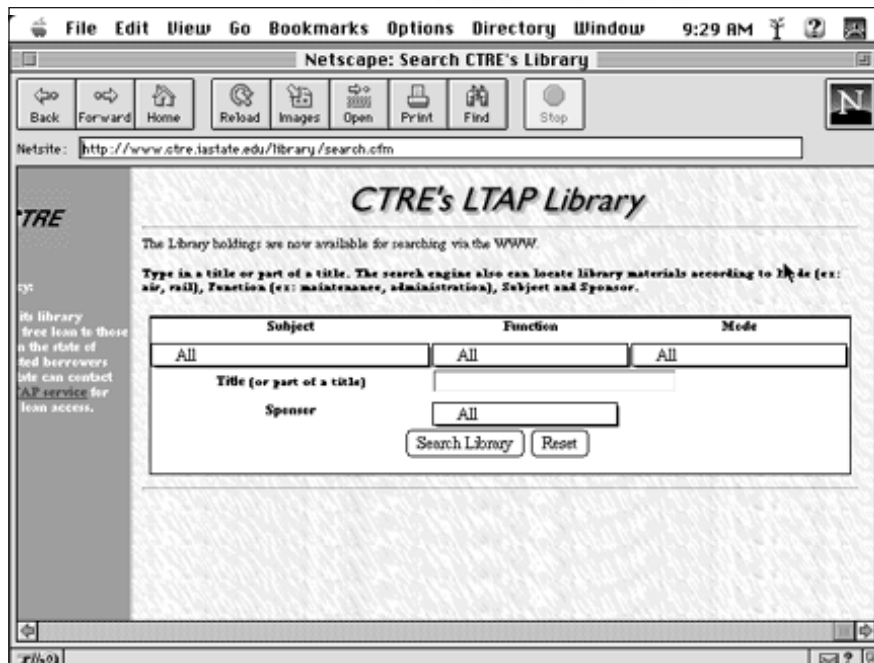 File Edit View Go Bookmarks Options Directory Window 9:29 AM
Netscape: Search CTRE's Library
Back Forward Home Reload Images Open Print Find Stop
N
Netsite: http://www.ctre.iastate.edu/library/search.cfm
CTRE's LTAP Library
TRE
The Library holdings are now available for searching via the WWW.
Type in a title or part of a title. The search engine also can locate library materials according to Mode (ex:
air, rail), Function (ex: maintenance, administration), Subject and Sponsor.
cy:
its library
free loan to those
n the state of
ted borrowers
ate can contact
TAP service for
loan access.
Subject Function Mode
All All All
Title (or part of a title)
Sponsor All
Search Library Reset